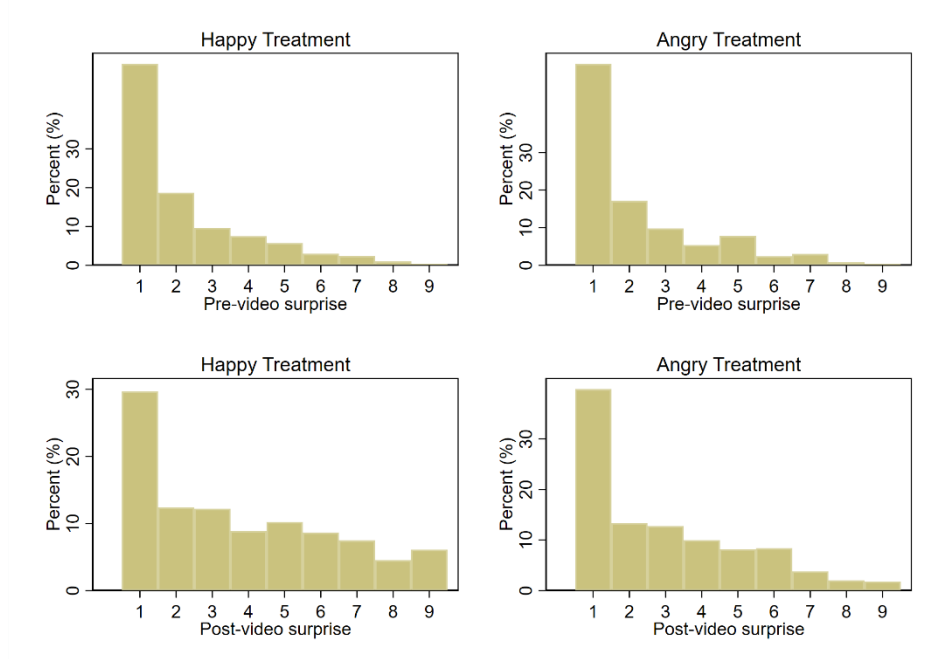 Happy Treatment
Percent (%)
0 10 20 30
1 2 3 4 5 6 7 8 9
Pre-video surprise
Angry Treatment
Percent (%)
0 10 20 30
1 2 3 4 5 6 7 8 9
Pre-video surprise
Happy Treatment
Percent (%)
0 10 20 30
1 2 3 4 5 6 7 8 9
Post-video surprise
Angry Treatment
Percent (%)
0 10 20 30
1 2 3 4 5 6 7 8 9
Post-video surprise